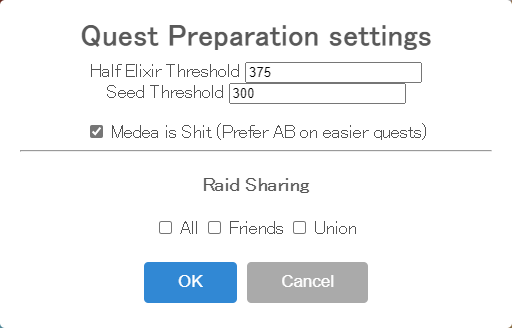 Quest Preparation settings
Half Elixir Threshold 375
Seed Threshold 300
Medea is Shit (Prefer AB on easier quests)
Raid Sharing
All Friends Union
OK Cancel